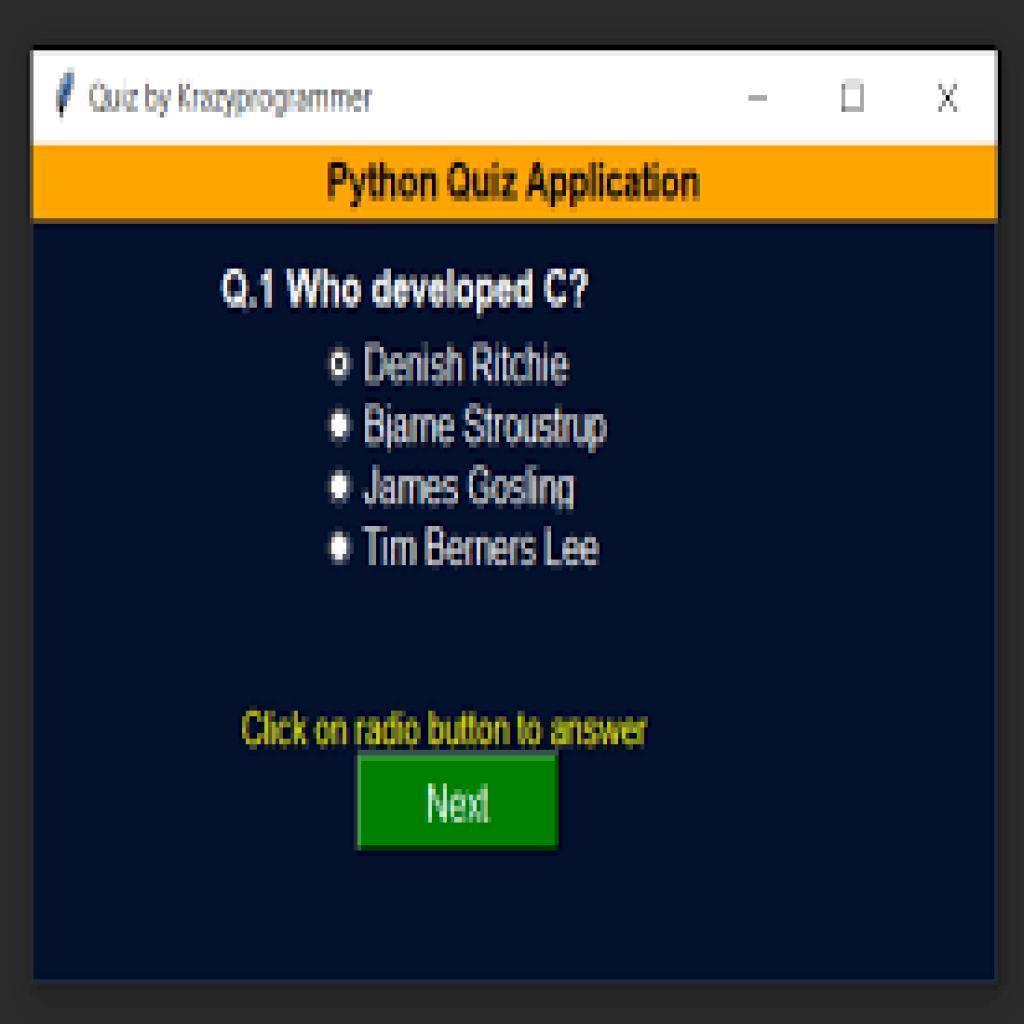 Quiz by Krazyprogrammer
Python Quiz Application
Q.1 Who developed C?
Denish Ritchie
Bjarne Stroustrup
James Gosling
Tim Berners Lee
Click on radio button to answer
Next